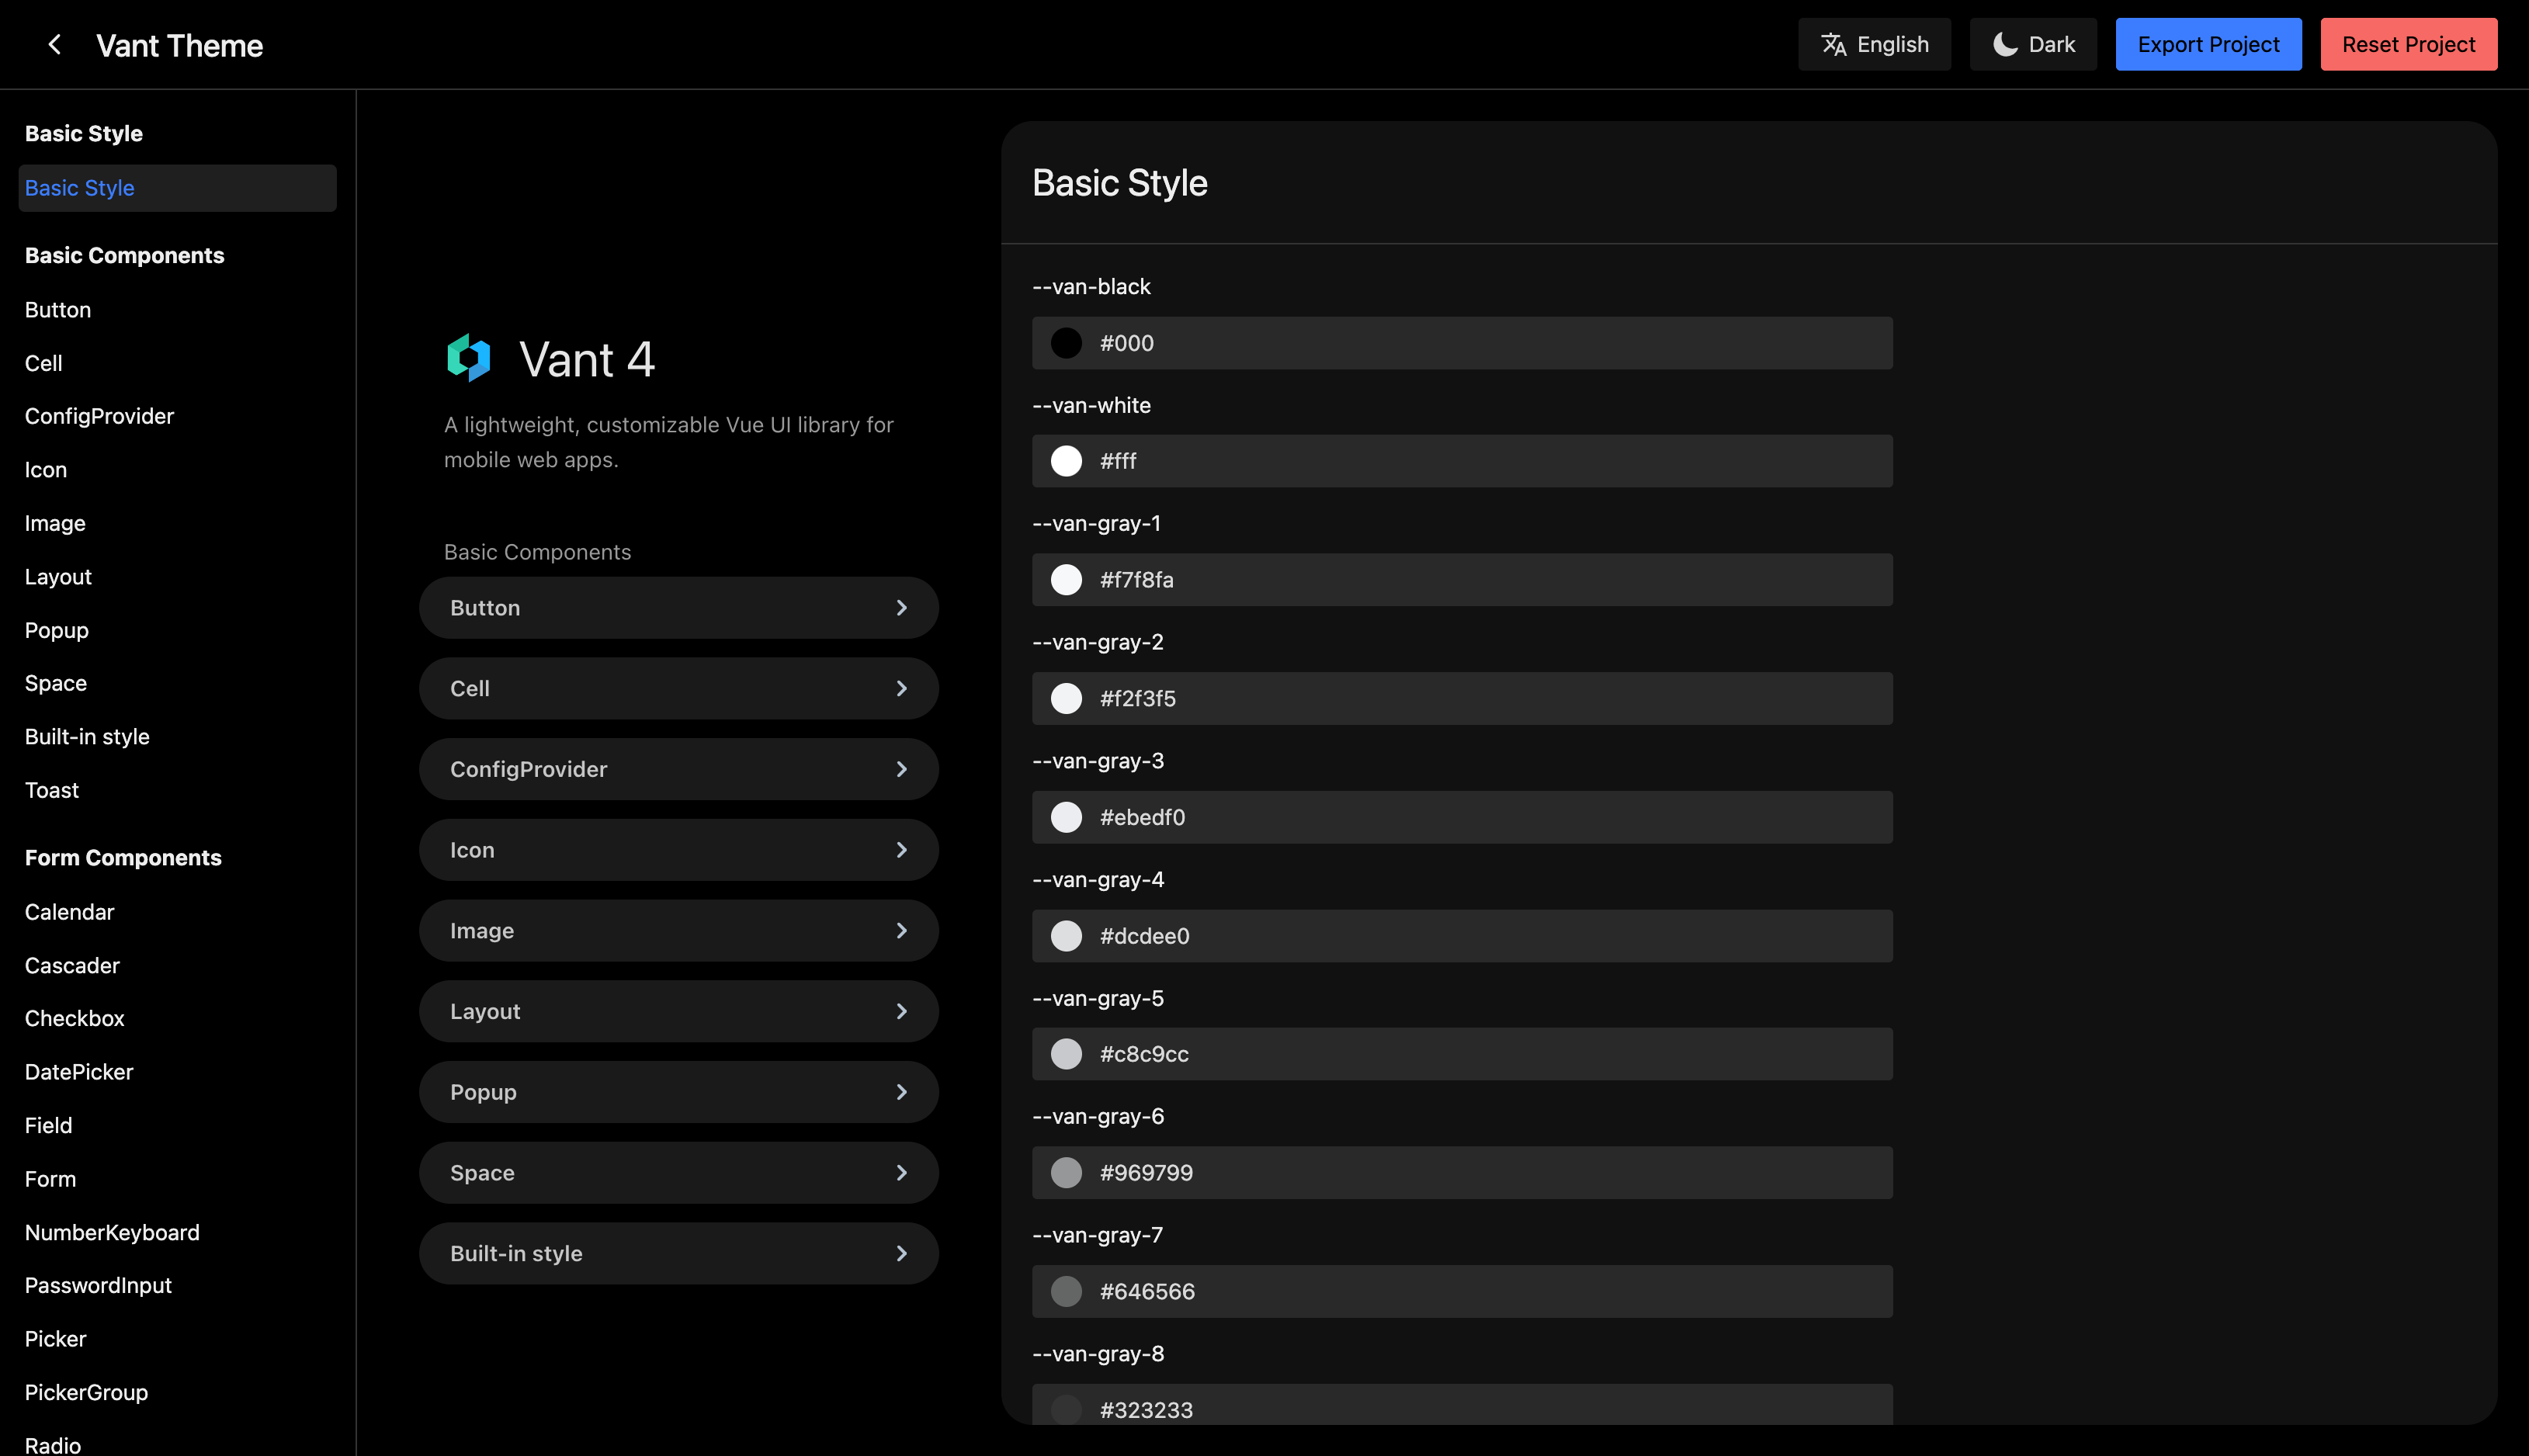 Vant Theme
English
Dark
Export Project
Reset Project
Basic Style
Basic Style
Basic Components
Button
Cell
ConfigProvider
Icon
Image
Layout
Popup
Space
Built-in style
Toast
Form Components
Calendar
Cascader
Checkbox
DatePicker
Field
Form
NumberKeyboard
PasswordInput
Picker
PickerGroup
Radio
Vant 4
A lightweight, customizable Vue UI library for
mobile web apps.
Basic Components
Button
Cell
ConfigProvider
Icon
Image
Layout
Popup
Space
Built-in style
Basic Style
--van-black
#000
--van-white
#fff
--van-gray-1
#f7f8fa
--van-gray-2
#f2f3f5
--van-gray-3
#ebedf0
--van-gray-4
#dcdee0
--van-gray-5
#c8c9cc
--van-gray-6
#969799
--van-gray-7
#646566
--van-gray-8
#323233